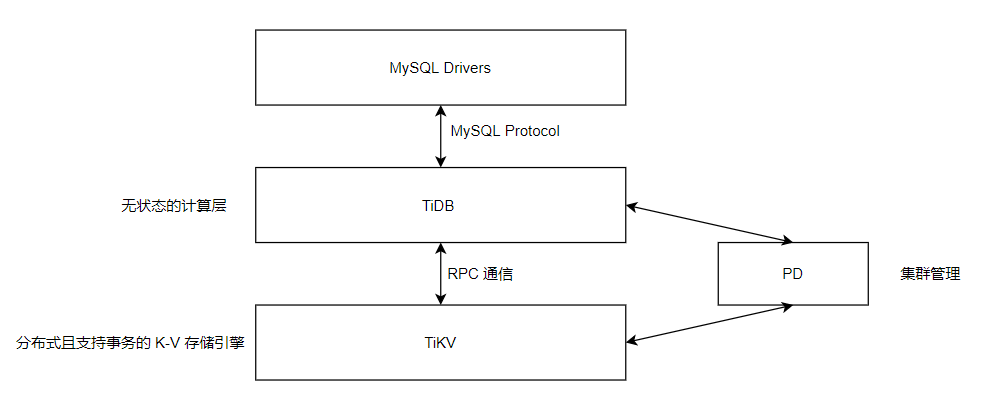 MySQL Drivers
MySQL Protocol
无状态的计算层
TiDB
RPC 通信
PD
集群管理
分布式且支持事务的 K-V 存储引擎
TiKV